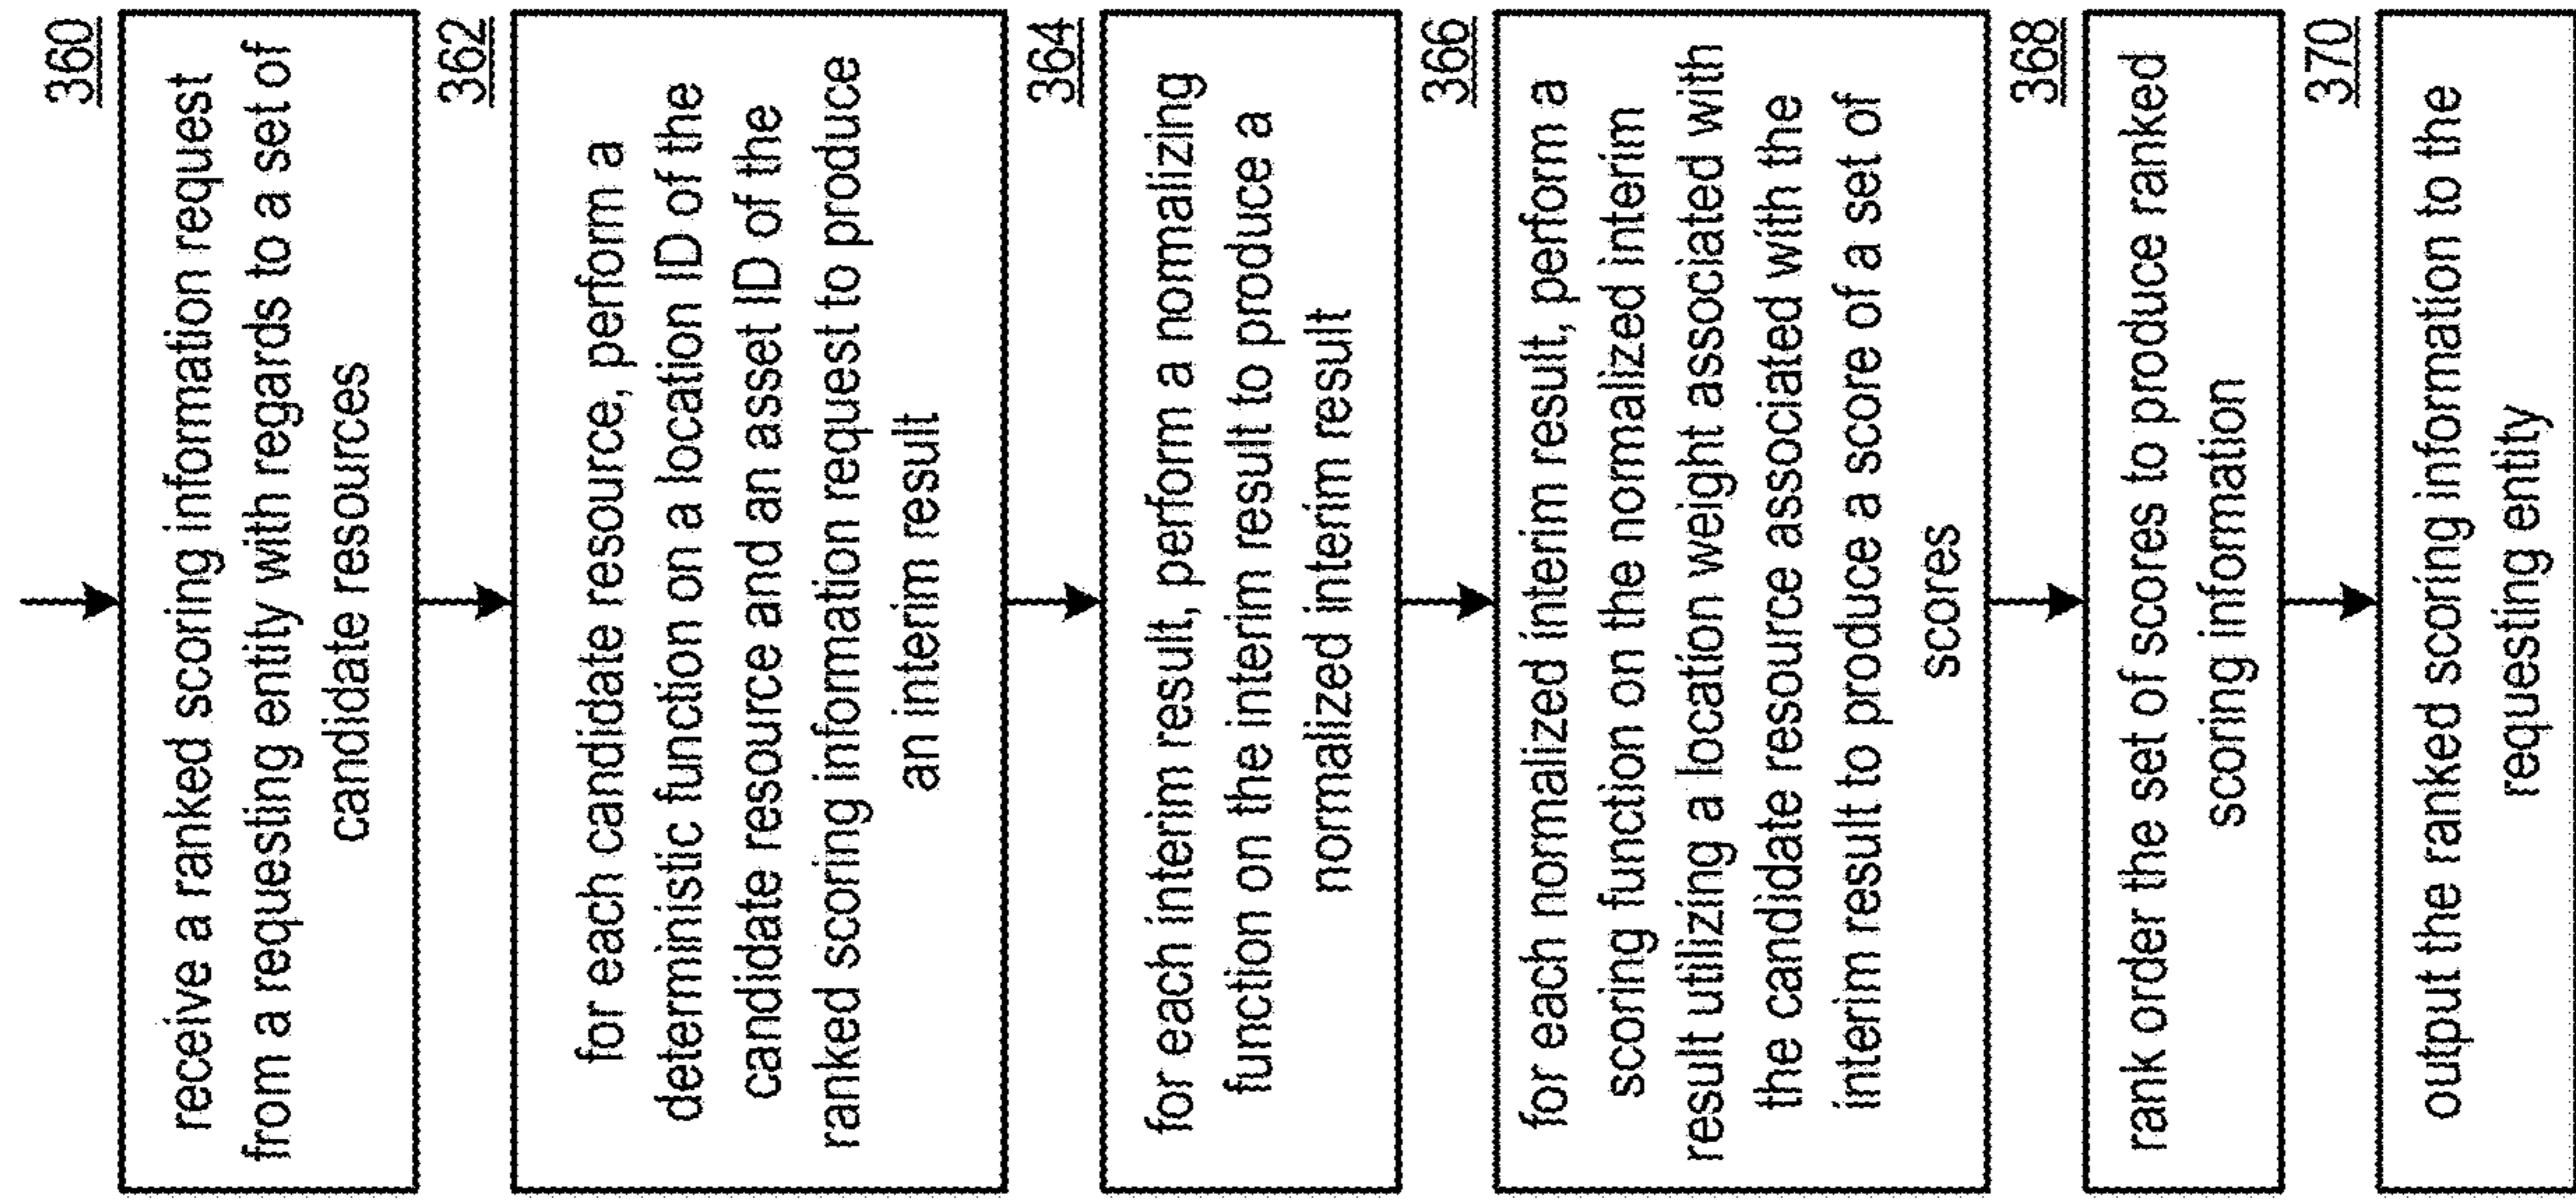 360
receive a ranked scoring information request
from a requesting entity with regards to a set of
candidate resources
362
for each candidate resource, perform a
deterministic function on a location ID of the
candidate resource and an asset ID of the
ranked scoring information request to produce
an interim result
364
for each interim result, perform a normalizing
function on the interim result to produce a
normalized interim result
366
for each normalized interim result, perform a
scoring function on the normalized interim
result utilizing a location weight associated with
the candidate resource associated with the
interim result to produce a score of a set of
scores
368
rank order the set of scores to produce ranked
scoring information
370
output the ranked scoring information to the
requesting entity